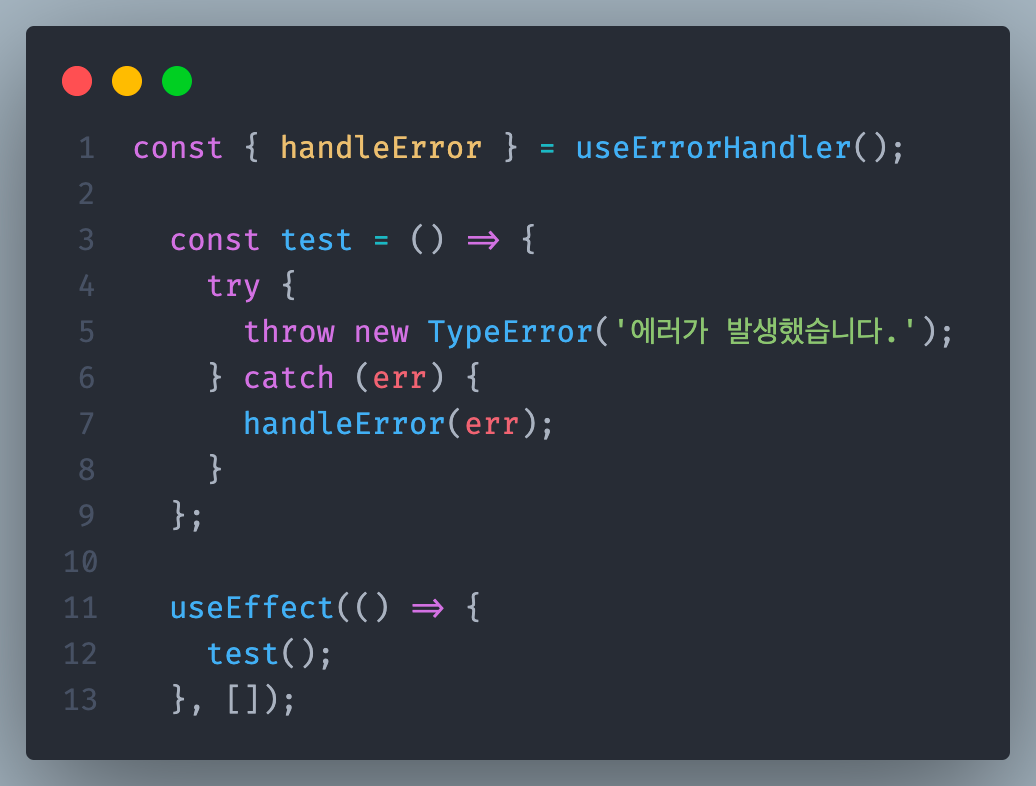 1 const { handleError } = useErrorHandler();
2
3 const test = () => {
4 try {
5 throw new TypeError('에러가 발생했습니다.');
6 } catch (err) {
7 handleError(err);
8 }
9 };
10
11 useEffect(() => {
12 test();
13 }, []);